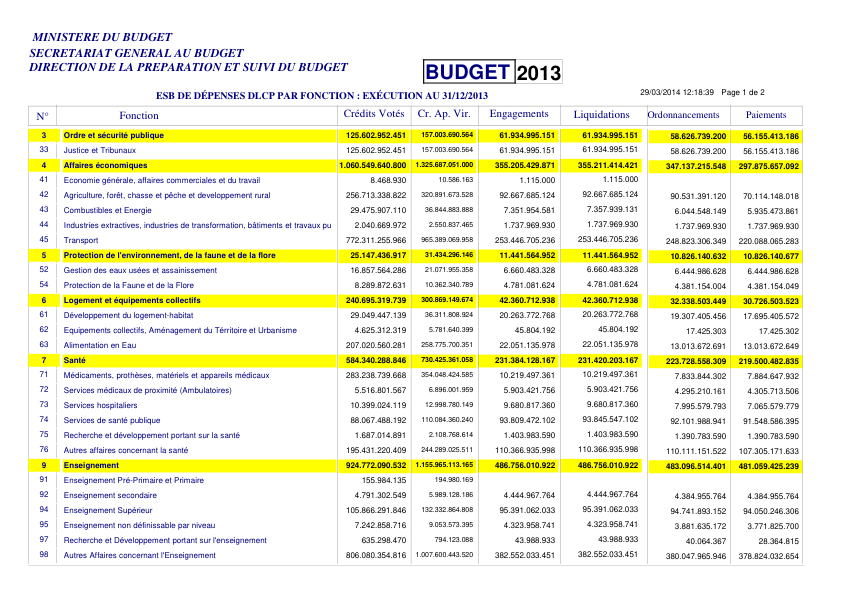 MINISTERE DU BUDGET
SECRETARIAT GENERAL AU BUDGET
DIRECTION DE LA PREPARATION ET SUIVI DU BUDGET
BUDGET 2013
ESB DE DÉPENSES DLCP PAR FONCTION : EXÉCUTION AU 31/12/2013
29/03/2014 12:18:39 Page 1 de 2
N° Fonction Crédits Votés Cr. Ap. Vir. Engagements Liquidations Ordonnancements Paiements
3 Ordre et sécurité publique 125.602.952.451 157.003.690.564 61.934.995.151 61.934.995.151 58.626.739.200 56.155.413.186
33 Justice et Tribunaux 125.602.952.451 157.003.690.564 61.934.995.151 61.934.995.151 58.626.739.200 56.155.413.186
4 Affaires économiques 1.060.549.640.800 1.325.687.051.000 355.205.429.871 355.211.414.421 347.137.215.548 297.875.657.092
41 Economie générale, affaires commerciales et du travail 8.468.930 10.586.163 1.115.000 1.115.000
42 Agriculture, forêt, chasse et pêche et developpement rural 256.713.338.822 320.891.673.528 92.667.685.124 92.667.685.124 90.531.391.120 70.114.148.018
43 Combustibles et Energie 29.475.907.110 36.844.883.888 7.351.954.581 7.357.939.131 6.044.548.149 5.935.473.861
44 Industries extractives, industries de transformation, bâtiments et travaux pu 2.040.669.972 2.550.837.465 1.737.969.930 1.737.969.930 1.737.969.930 1.737.969.930
45 Transport 772.311.255.966 965.389.069.958 253.446.705.236 253.446.705.236 248.823.306.349 220.088.065.283
5 Protection de l'environnement, de la faune et de la flore 25.147.436.917 31.434.296.146 11.441.564.952 11.441.564.952 10.826.140.632 10.826.140.677
52 Gestion des eaux usées et assainissement 16.857.564.286 21.071.955.358 6.660.483.328 6.660.483.328 6.444.986.628 6.444.986.628
54 Protection de la Faune et de la Flore 8.289.872.631 10.362.340.789 4.781.081.624 4.781.081.624 4.381.154.004 4.381.154.049
6 Logement et équipements collectifs 240.695.319.739 300.869.149.674 42.360.712.938 42.360.712.938 32.338.503.449 30.726.503.523
61 Développement du logement-habitat 29.049.447.139 36.311.808.924 20.263.772.768 20.263.772.768 19.307.405.456 17.695.405.572
62 Equipements collectifs, Aménagement du Térritoire et Urbanisme 4.625.312.319 5.781.640.399 45.804.192 45.804.192 17.425.303 17.425.302
63 Alimentation en Eau 207.020.560.281 258.775.700.351 22.051.135.978 22.051.135.978 13.013.672.691 13.013.672.649
7 Santé 584.340.288.846 730.425.361.058 231.384.128.167 231.420.203.167 223.728.558.309 219.500.482.835
71 Médicaments, prothèses, matériels et appareils médicaux 283.238.739.668 354.048.424.585 10.219.497.361 10.219.497.361 7.833.844.302 7.884.647.932
72 Services médicaux de proximité (Ambulatoires) 5.516.801.567 6.896.001.959 5.903.421.756 5.903.421.756 4.295.210.161 4.305.713.506
73 Services hospitaliers 10.399.024.119 12.998.780.149 9.680.817.360 9.680.817.360 7.995.579.793 7.065.579.779
74 Services de santé publique 88.067.488.192 110.084.360.240 93.809.472.102 93.845.547.102 92.101.988.941 91.548.586.395
75 Recherche et développement portant sur la santé 1.687.014.891 2.108.768.614 1.403.983.590 1.403.983.590 1.390.783.590 1.390.783.590
76 Autres affaires concernant la santé 195.431.220.409 244.289.025.511 110.366.935.998 110.366.935.998 110.111.151.522 107.305.171.633
9 Enseignement 924.772.090.532 1.155.965.113.165 486.756.010.922 486.756.010.922 483.096.514.401 481.059.425.239
91 Enseignement Pré-Primaire et Primaire 155.984.135 194.980.169
92 Enseignement secondaire 4.791.302.549 5.989.128.186 4.444.967.764 4.444.967.764 4.384.955.764 4.384.955.764
94 Enseignement Supérieur 105.866.291.846 132.332.864.808 95.391.062.033 95.391.062.033 94.741.893.152 94.050.246.306
95 Enseignement non définissable par niveau 7.242.858.716 9.053.573.395 4.323.958.741 4.323.958.741 3.881.635.172 3.771.825.700
97 Recherche et Développement portant sur l'enseignement 635.298.470 794.123.088 43.988.933 43.988.933 40.064.367 28.364.815
98 Autres Affaires concernant l'Enseignement 806.080.354.816 1.007.600.443.520 382.552.033.451 382.552.033.451 380.047.965.946 378.824.032.654